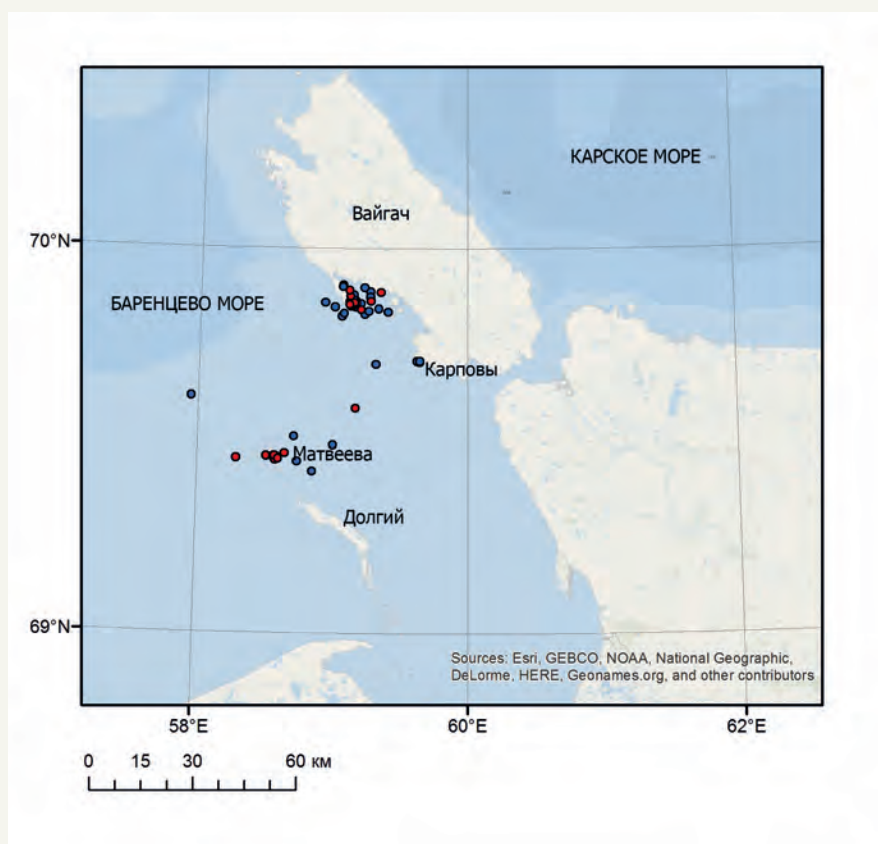 КАРСКОЕ МОРЕ
Вайгач
70°N
БАРЕНЦЕВО МОРЕ
Карповы
Матвеева
Долгий
69°N
Sources: Esri, GEBCO, NOAA, National Geographic,
DeLorme, HERE, Geonames.org, and other contributors
58°E 60°E 62°E
0 15 30 60 км